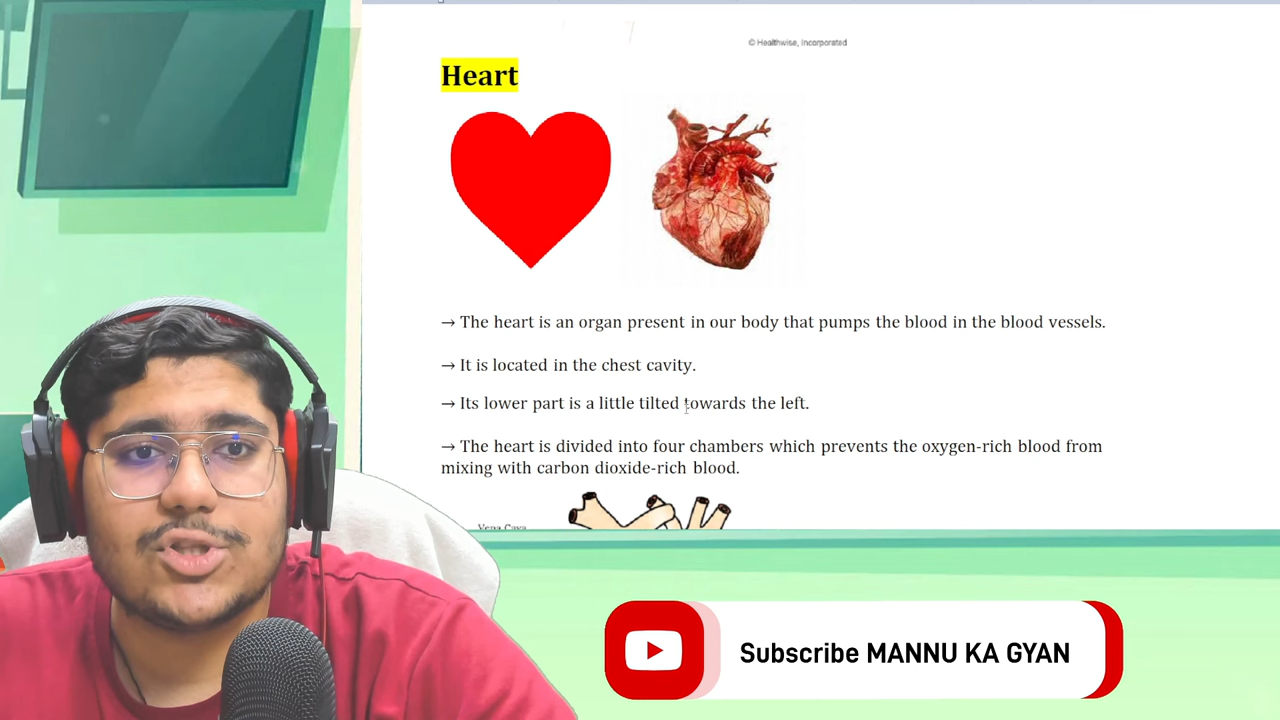 © Healthwise, Incorporated
Heart
→ The heart is an organ present in our body that pumps the blood in the blood vessels.
→ It is located in the chest cavity.
→ Its lower part is a little tilted towards the left.
→ The heart is divided into four chambers which prevents the oxygen-rich blood from
mixing with carbon dioxide-rich blood.
Vena Cava
Subscribe MANNU KA GYAN